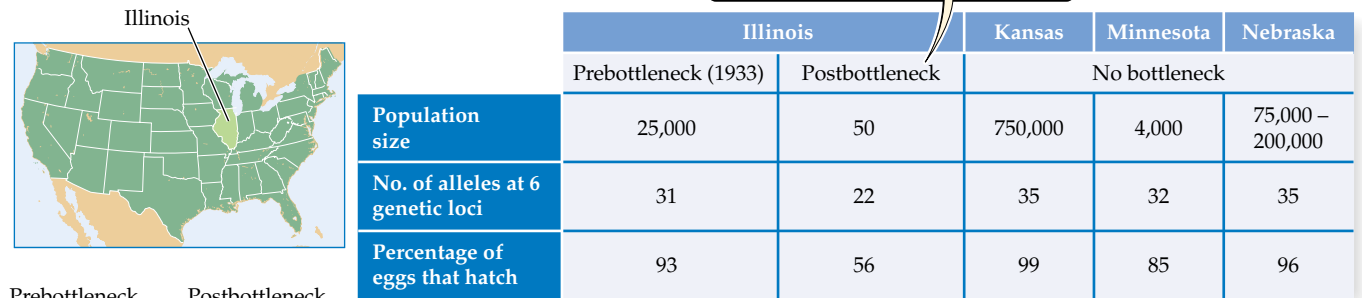 Illinois
Illinois Kansas Minnesota Nebraska
Prebottleneck (1933) Postbottleneck No bottleneck
Population
size
25,000 50 750,000 4,000 75,000 –
200,000
No. of alleles at 6
genetic loci
31 22 35 32 35
Percentage of
eggs that hatch
93 56 99 85 96
Prebottleneck Postbottleneck